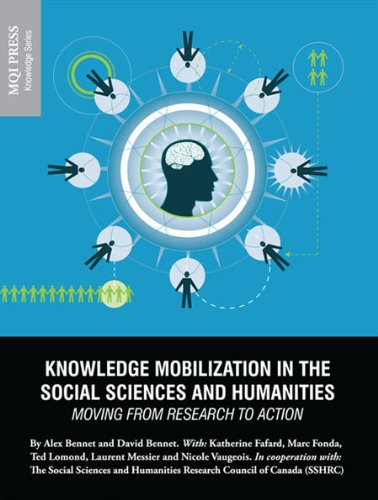 MQI PRESS
Knowledge Series
KNOWLEDGE MOBILIZATION IN THE
SOCIAL SCIENCES AND HUMANITIES
MOVING FROM RESEARCH TO ACTION
By Alex Bennet and David Bennet. With: Katherine Fafard, Marc Fonda,
Ted Lomond, Laurent Messier and Nicole Vaugeois. In cooperation with:
The Social Sciences and Humanities Research Council of Canada (SSHRC)